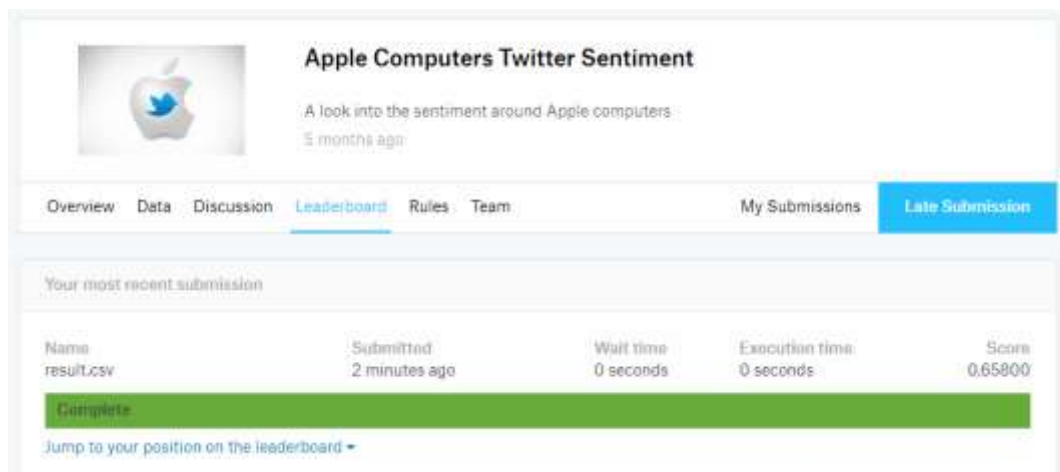 Apple Computers Twitter Sentiment
A look into the sentiment around Apple computers
5 months ago
Overview Data Discussion Leaderboard Rules Team My Submissions Late Submission
Your most recent submission
Name Submitted Wait time Execution time Score
result.csv 2 minutes ago 0 seconds 0 seconds 0.65800
Complete
Jump to your position on the leaderboard